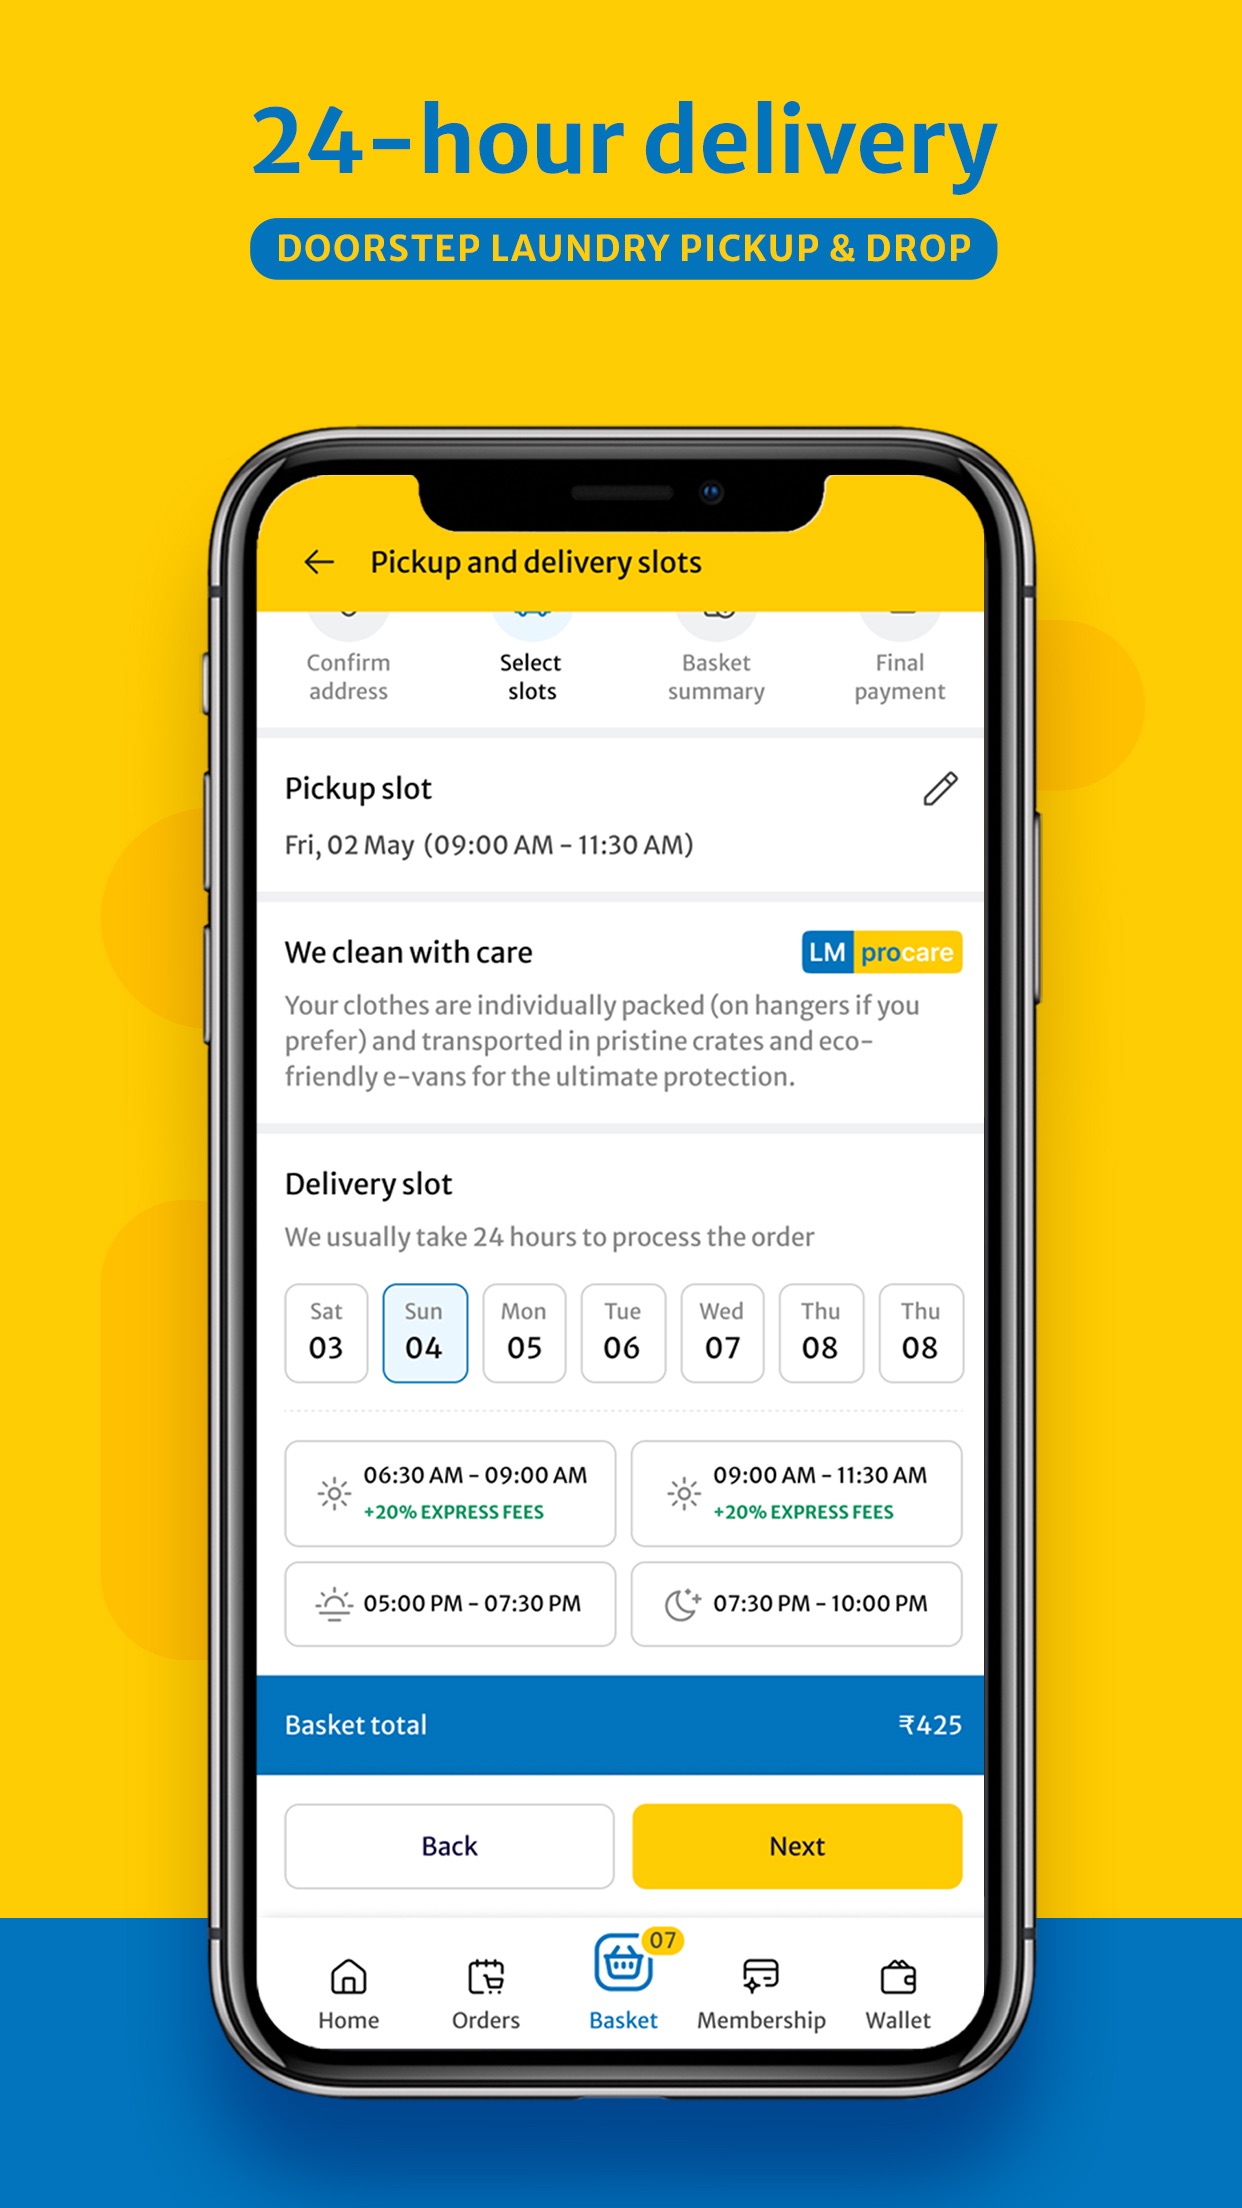 24-hour delivery
DOORSTEP LAUNDRY PICKUP & DROP
Pickup and delivery slots
Confirm address
Select slots
Basket summary
Final payment
Pickup slot
Fri, 02 May (09:00 AM - 11:30 AM)
We clean with care
LM procare
Your clothes are individually packed (on hangers if you
prefer) and transported in pristine crates and eco-
friendly e-vans for the ultimate protection.
Delivery slot
We usually take 24 hours to process the order
Sat 03
Sun 04
Mon 05
Tue 06
Wed 07
Thu 08
Thu 08
06:30 AM - 09:00 AM
+20% EXPRESS FEES
09:00 AM - 11:30 AM
+20% EXPRESS FEES
05:00 PM - 07:30 PM
07:30 PM - 10:00 PM
Basket total ₹425
Back
Next
07
Home
Orders
Basket
Membership
Wallet